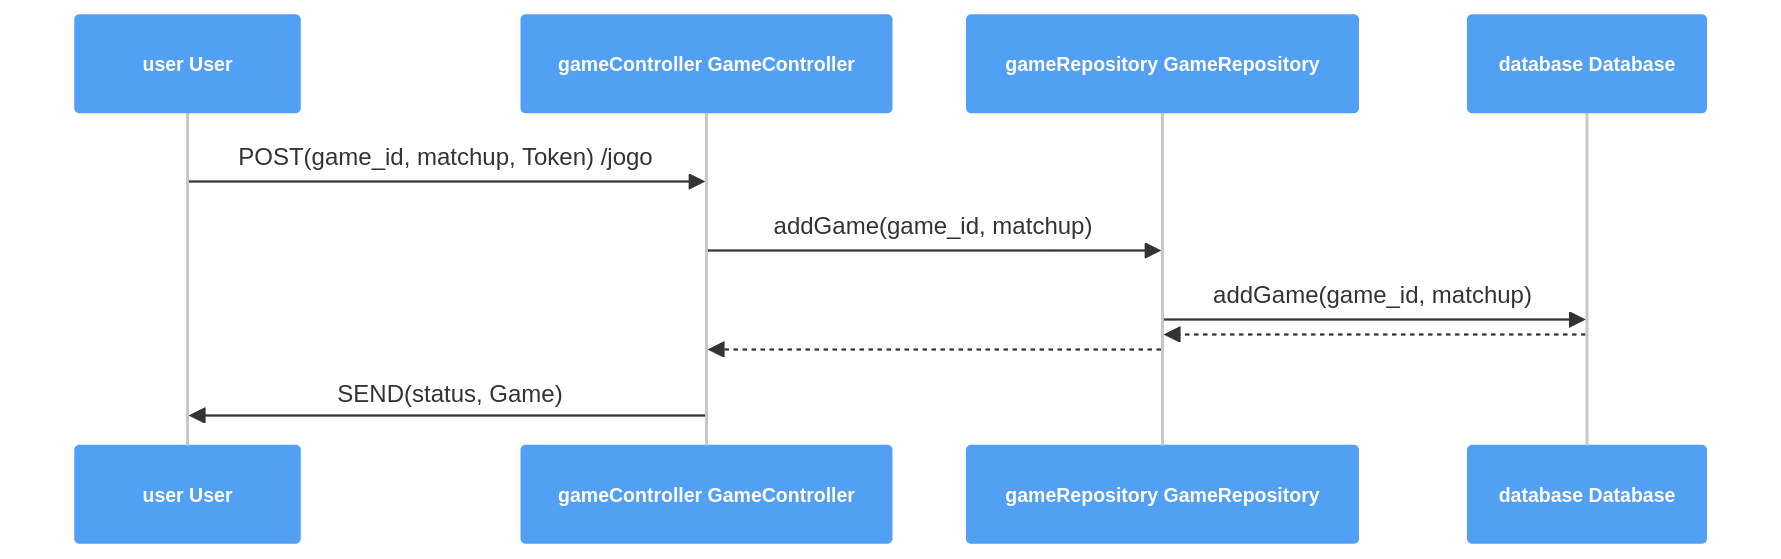 user User
gameController GameController
gameRepository GameRepository
database Database
POST(game_id, matchup, Token) /jogo
addGame(game_id, matchup)
addGame(game_id, matchup)
SEND(status, Game)
user User
gameController GameController
gameRepository GameRepository
database Database